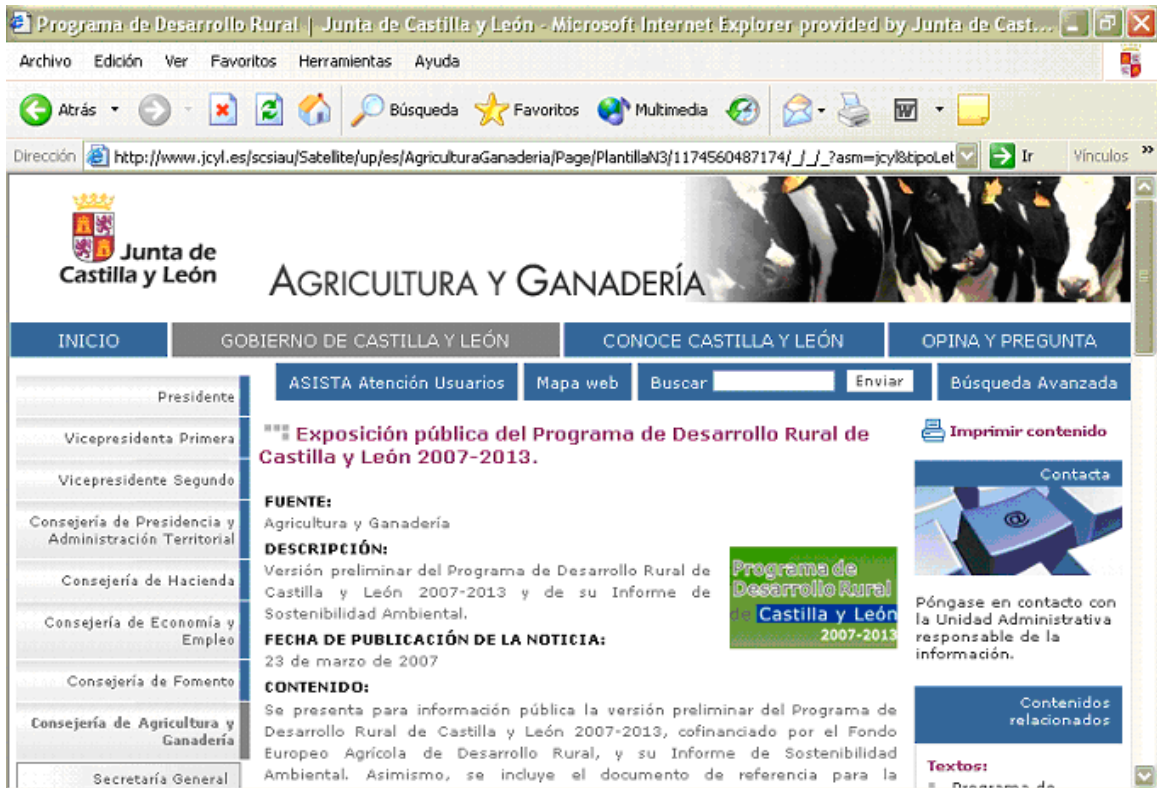 Programa de Desarrollo Rural | Junta de Castilla y León - Microsoft Internet Explorer provided by Junta de Cast...
Archivo Edición Ver Favoritos Herramientas Ayuda
Atrás Búsqueda Favoritos Multimedia
Dirección http://www.jcyl.es/scsiau/Satellite/up/es/AgriculturaGanaderia/Page/PlantillaN3/1174560487174/_/_/_?asm=jcyl&tipoLet Ir Vínculos »
Junta de
Castilla y León
AGRICULTURA Y GANADERÍA
INICIO GOBIERNO DE CASTILLA Y LEÓN CONOCE CASTILLA Y LEÓN OPINA Y PREGUNTA
ASISTA Atención Usuarios Mapa web Buscar Enviar Búsqueda Avanzada
Presidente
Vicepresidenta Primera
Vicepresidente Segundo
Consejería de Presidencia y
Administración Territorial
Consejería de Hacienda
Consejería de Economía y
Empleo
Consejería de Fomento
Consejería de Agricultura y
Ganadería
Secretaría General
Exposición pública del Programa de Desarrollo Rural de
Castilla y León 2007-2013.
FUENTE:
Agricultura y Ganadería
DESCRIPCIÓN:
Versión preliminar del Programa de Desarrollo Rural de
Castilla y León 2007-2013 y de su Informe de
Sostenibilidad Ambiental.
FECHA DE PUBLICACIÓN DE LA NOTICIA:
23 de marzo de 2007
CONTENIDO:
Se presenta para información pública la versión preliminar del Programa de
Desarrollo Rural de Castilla y León 2007-2013, cofinanciado por el Fondo
Europeo Agrícola de Desarrollo Rural, y su Informe de Sostenibilidad
Ambiental. Asimismo, se incluye el documento de referencia para la
Programa de
Desarrollo Rural
de Castilla y León
2007-2013
Imprimir contenido
Contacta
@
Póngase en contacto con
la Unidad Administrativa
responsable de la
información.
Contenidos
relacionados
Textos:
Programa de